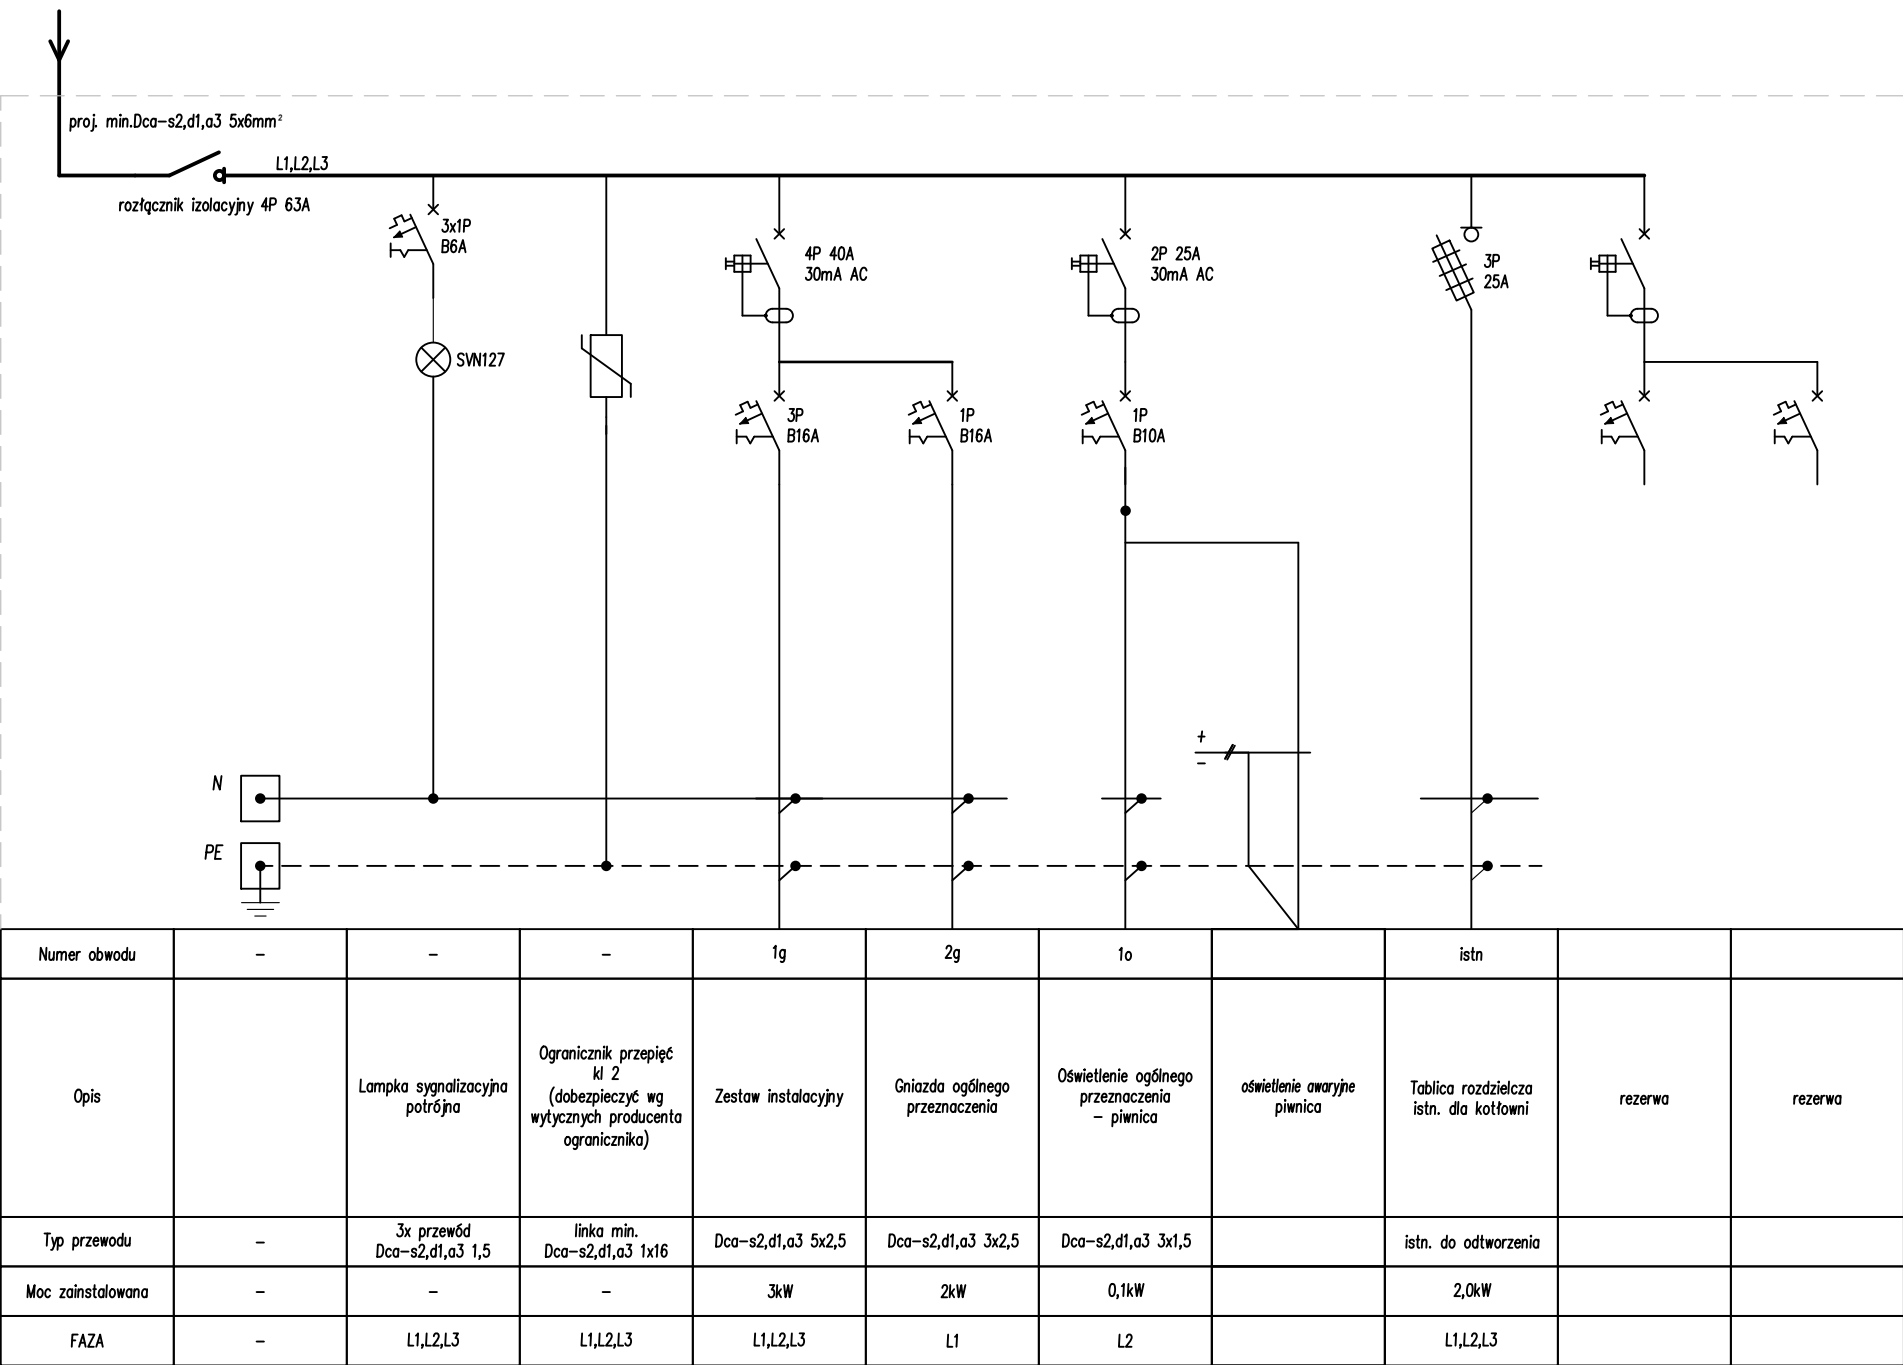 proj. min.Dca-s2,d1,a3 5x6mm²
L1,L2,L3
rozłącznik izolacyjny 4P 63A
3x1P
B6A
4P 40A
30mA AC
2P 25A
30mA AC
3P
25A
SVN127
3P
B16A
1P
B16A
1P
B10A
+
-
N
PE
Numer obwodu - - - 1g 2g 1o istn
Opis
Lampka sygnalizacyjna
potrójna
Ogranicznik przepięć
kl 2
(dobezpieczyć wg
wytycznych producenta
ogranicznika)
Zestaw instalacyjny
Gniazda ogólnego
przeznaczenia
Oświetlenie ogólnego
przeznaczenia
- piwnica
oświetlenie awaryjne
piwnica
Tablica rozdzielcza
istn. dla kotłowni
rezerwa
rezerwa
Typ przewodu
-
3x przewód
Dca-s2,d1,a3 1,5
linka min.
Dca-s2,d1,a3 1x16
Dca-s2,d1,a3 5x2,5
Dca-s2,d1,a3 3x2,5
Dca-s2,d1,a3 3x1,5
istn. do odtworzenia
Moc zainstalowana - - - 3kW 2kW 0,1kW 2,0kW
FAZA - L1,L2,L3 L1,L2,L3 L1,L2,L3 L1 L2 L1,L2,L3